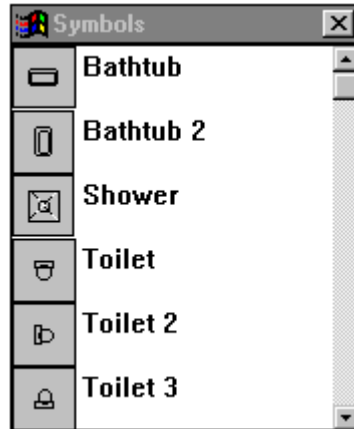 Symbols
Bathtub
Bathtub 2
Shower
Toilet
Toilet 2
Toilet 3